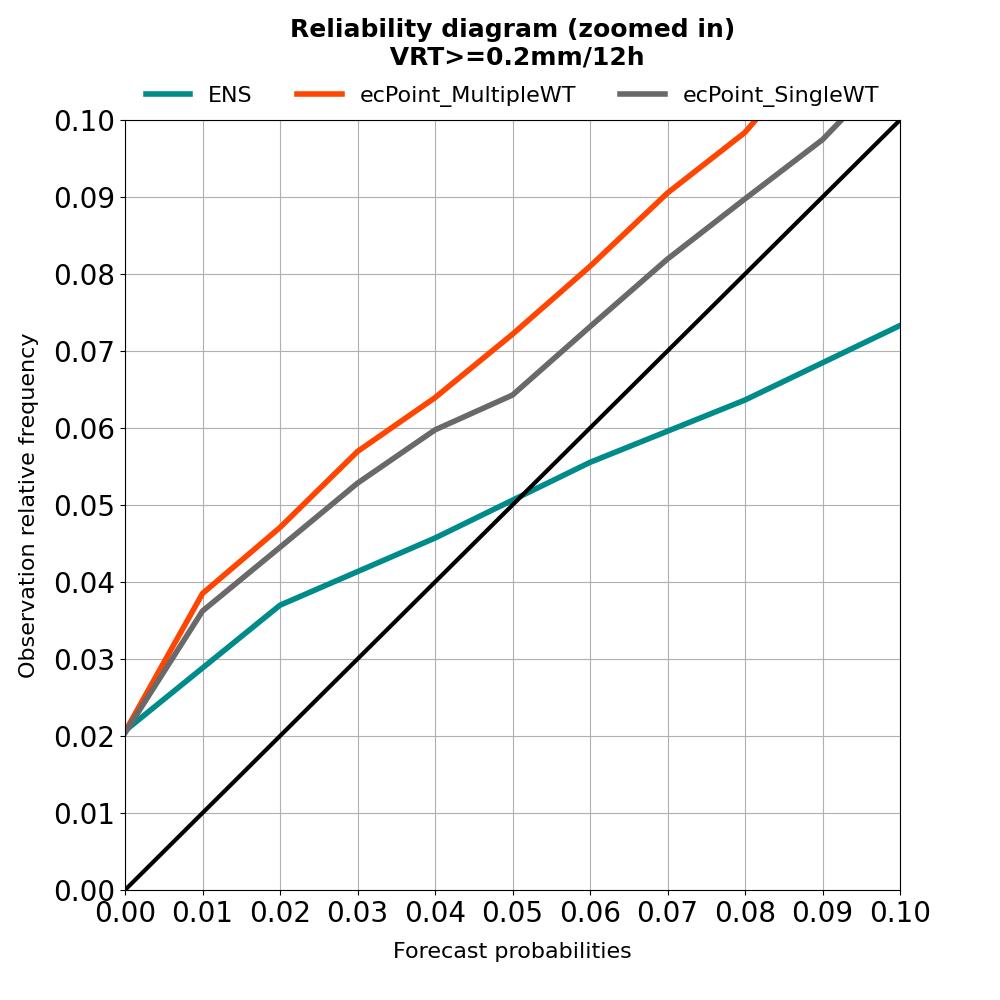 Reliability diagram (zoomed in)
VRT>=0.2mm/12h
ENS ecPoint_MultipleWT ecPoint_SingleWT
0.10
0.09
0.08
0.07
0.06
0.05
0.04
0.03
0.02
0.01
0.00
Observation relative frequency
0.00 0.01 0.02 0.03 0.04 0.05 0.06 0.07 0.08 0.09 0.10
Forecast probabilities